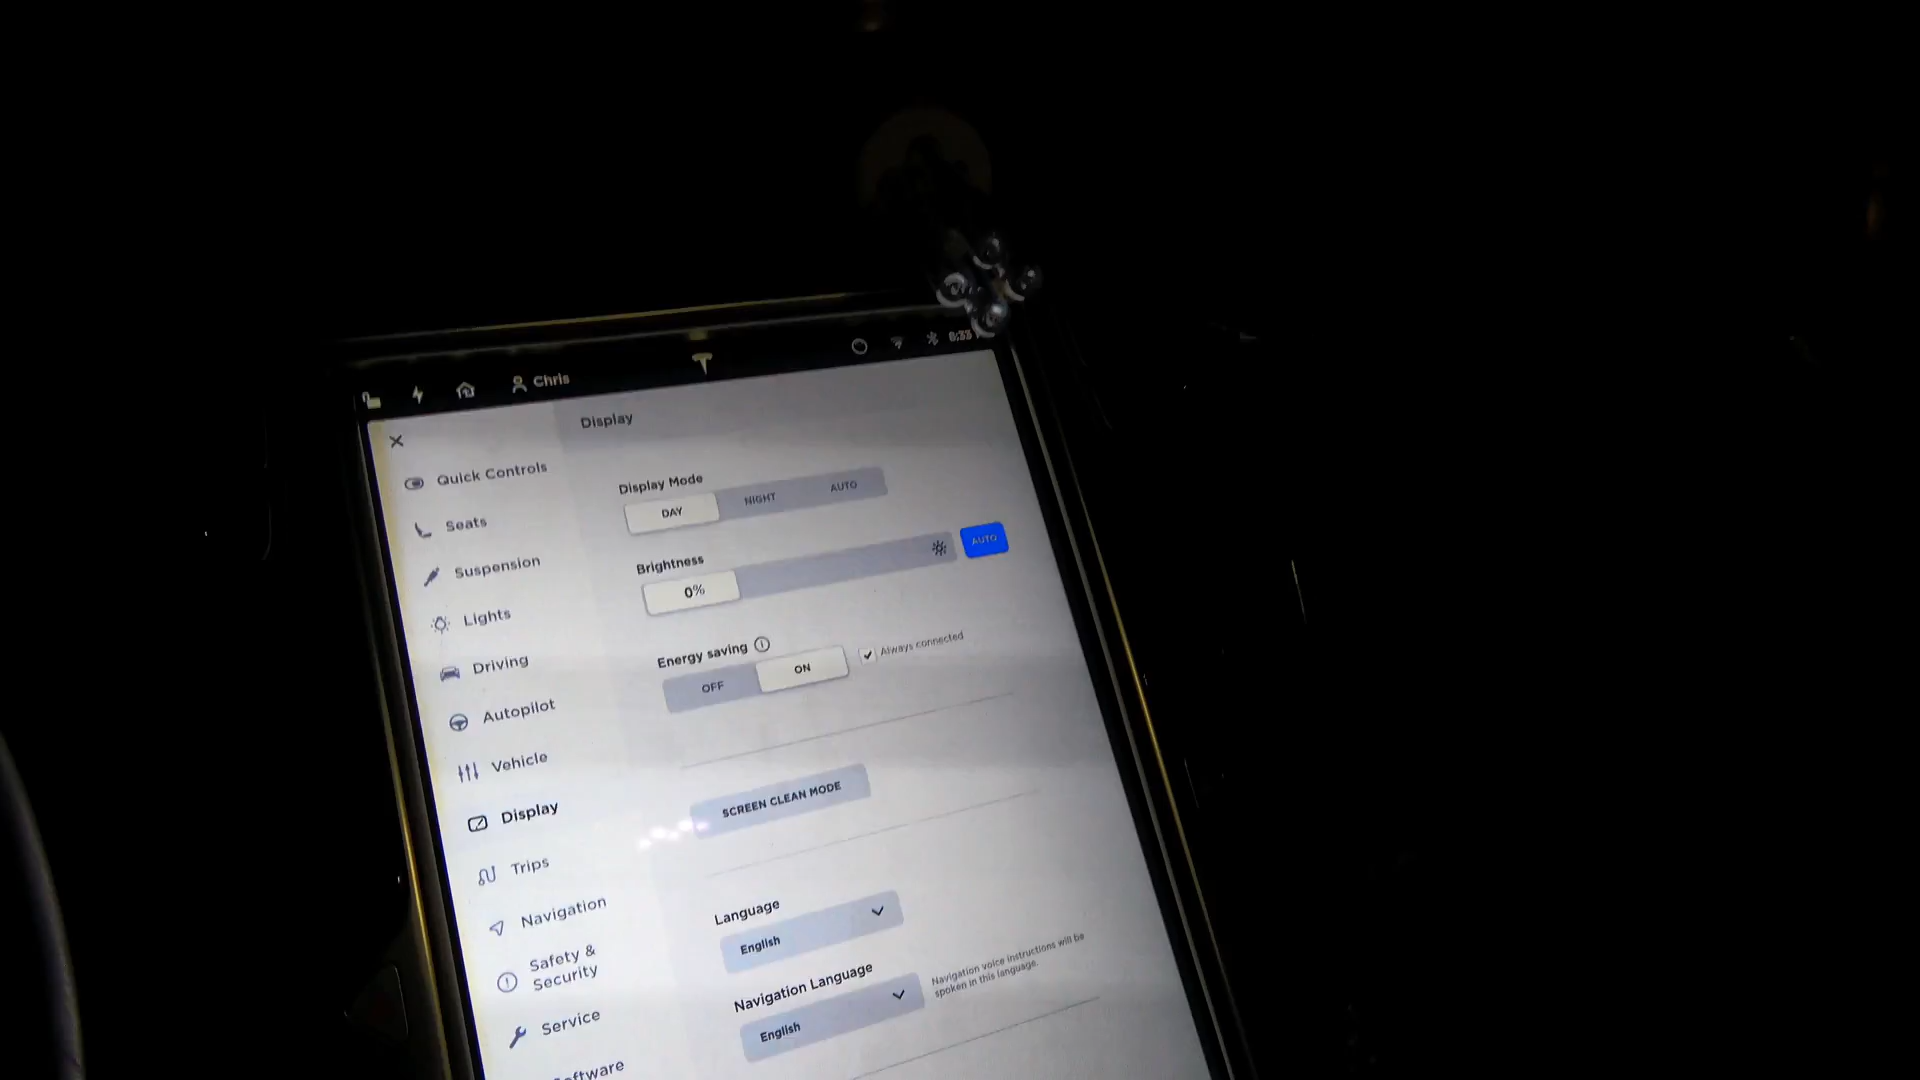 Chris
Display
Quick Controls
Seats
Suspension
Lights
Driving
Autopilot
Vehicle
Display
Trips
Navigation
Safety &
Security
Service
Display Mode
DAY
NIGHT
AUTO
Brightness
0%
AUTO
Energy saving
OFF
ON
Always connected
SCREEN CLEAN MODE
Language
English
Navigation Language
English
Navigation voice instructions will be
spoken in this language.